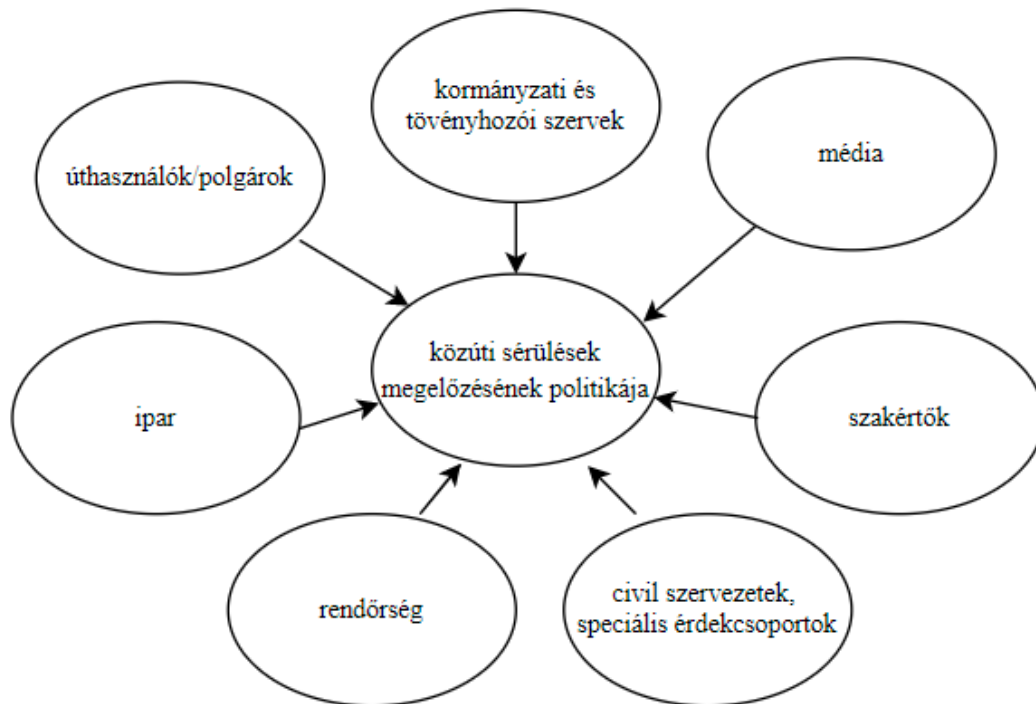 kormányzati és
tövényhozói szervek
média
úthasználók/polgárok
közúti sérülések
megelőzésének politikája
ipar
szakértők
rendőrség
civil szervezetek,
speciális érdekcsoportok